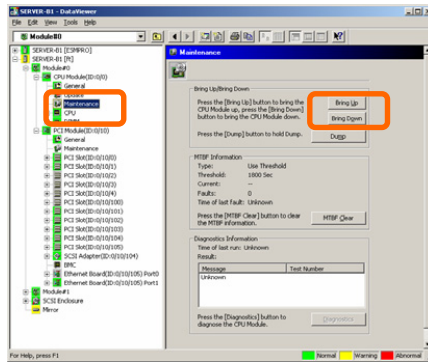 SERVER-B1 - DataViewer
File Edit View Tools Help
Module#0
SERVER-B1 [ESMPRO]
SERVER-B1 [Ft]
Module#0
CPU Module(ID:0/0)
General
Update
Maintenance
CPU
PCI Module(ID:0/10)
General
Maintenance
PCI Slot(ID:0/10/0)
PCI Slot(ID:0/10/1)
PCI Slot(ID:0/10/2)
PCI Slot(ID:0/10/3)
PCI Slot(ID:0/10/4)
PCI Slot(ID:0/10/100)
PCI Slot(ID:0/10/101)
PCI Slot(ID:0/10/102)
PCI Slot(ID:0/10/103)
PCI Slot(ID:0/10/104)
PCI Slot(ID:0/10/105)
SCSI Adapter(ID:0/10/104)
BMC
Ethernet Board(ID:0/10/105) Port0
Ethernet Board(ID:0/10/105) Port1
Module#1
SCSI Enclosure
Mirror
Maintenance
Bring Up/Bring Down
Press the [Bring Up] button to bring the
CPU Module up, press the [Bring Down]
button to bring the CPU Module down.
Bring Up
Bring Down
Press the [Dump] button to hold Dump.
Dump
MTBF Information
Type: Use Threshold
Threshold: 1800 Sec
Current: --
Faults: 0
Time of last fault: Unknown
Press the [MTBF Clear] button to clear
the MTBF information.
MTBF Clear
Diagnostics Information
Time of last run: Unknown
Result:
Message Test Number
Unknown
Press the [Diagnostics] button to
diagnose the CPU Module.
Diagnostics
For Help, press F1
Normal Warning Abnormal